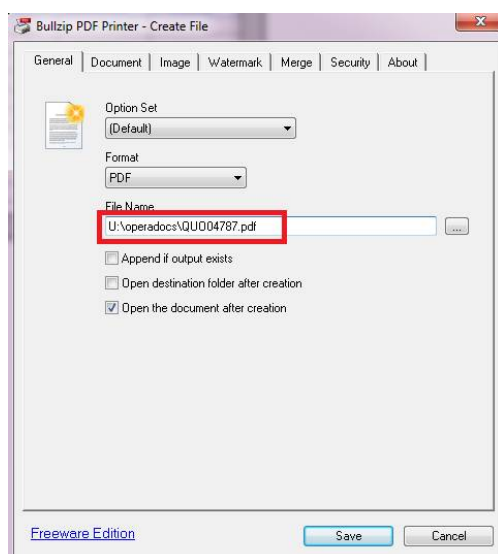 Bullzip PDF Printer - Create File
General Document Image Watermark Merge Security About
Option Set
(Default)
Format
PDF
File Name
U:\operadocs\QUO04787.pdf
...
Append if output exists
Open destination folder after creation
Open the document after creation
Freeware Edition Save Cancel